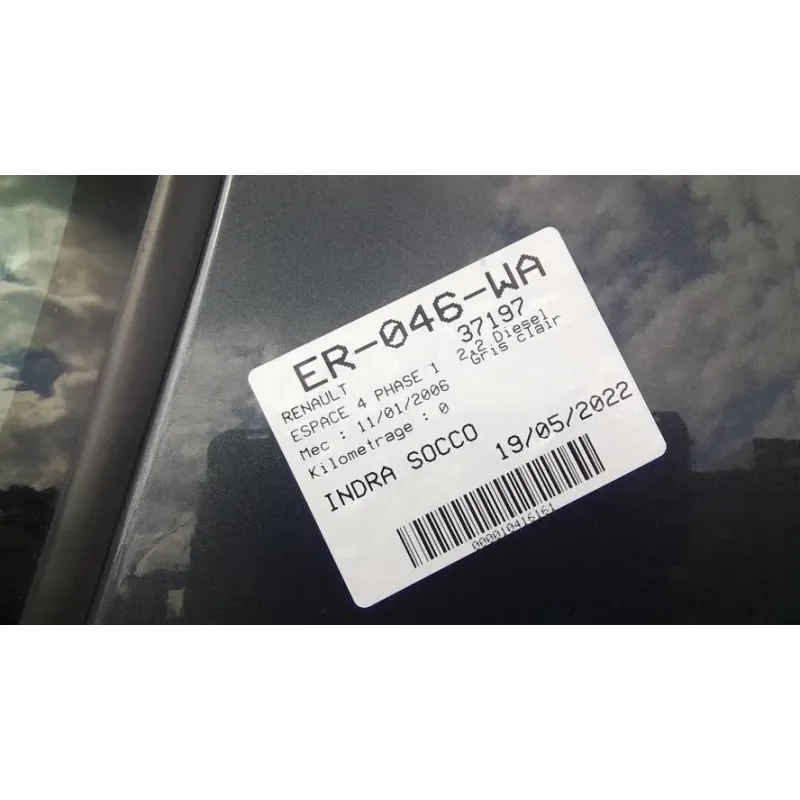 ER-046-WA
RENAULT 37197
ESPACE 4 PHASE 1 2.2 Diesel
Mec : 11/01/2006 Gris clair
Kilometrage : 0
INDRA SOCCO 19/05/2022
AAAA10416161